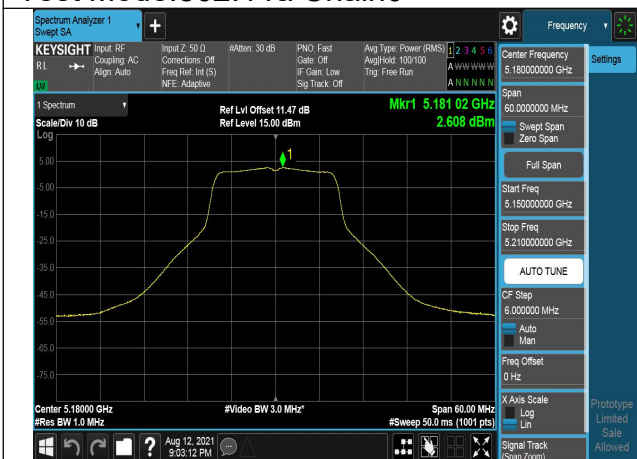 Spectrum Analyzer 1
Swept SA
Frequency
KEYSIGHT
RL
Input: RF
Coupling: AC
Align: Auto
Input Z: 50 Ω
Corrections: Off
Freq Ref: Int (S)
NFE: Adaptive
#Atten: 30 dB
PNO: Fast
Gate: Off
IF Gain: Low
Sig Track: Off
Avg Type: Power (RMS)
Avg|Hold: 100/100
Trig: Free Run
1 2 3 4 5 6
A W W W W W
A N N N N N
1 Spectrum
Scale/Div 10 dB
Ref Lvl Offset 11.47 dB
Ref Level 15.00 dBm
Mkr1 5.181 02 GHz
2.608 dBm
Log
5.00
-5.00
-15.0
-25.0
-35.0
-45.0
-55.0
-65.0
-75.0
1
Center 5.18000 GHz
#Res BW 1.0 MHz
#Video BW 3.0 MHz*
Span 60.00 MHz
#Sweep 50.0 ms (1001 pts)
Aug 12, 2021
9:03:12 PM
Center Frequency
5.180000000 GHz
Settings
Span
60.0000000 MHz
Swept Span
Zero Span
Full Span
Start Freq
5.150000000 GHz
Stop Freq
5.210000000 GHz
AUTO TUNE
CF Step
6.000000 MHz
Auto
Man
Freq Offset
0 Hz
X Axis Scale
Log
Lin
Signal Track
(Span Zoom)
Prototype
Limited
Sale
Allowed